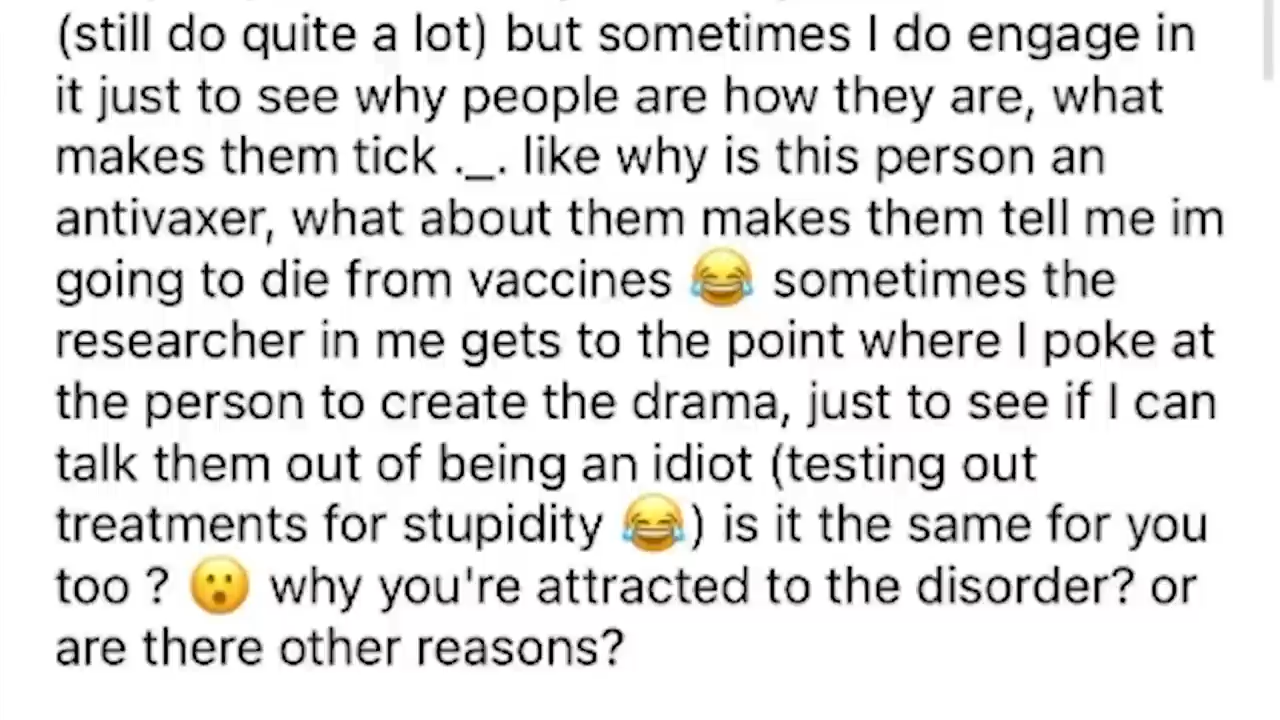 (still do quite a lot) but sometimes I do engage in
it just to see why people are how they are, what
makes them tick ._. like why is this person an
antivaxer, what about them makes them tell me im
going to die from vaccines 😂 sometimes the
researcher in me gets to the point where I poke at
the person to create the drama, just to see if I can
talk them out of being an idiot (testing out
treatments for stupidity 😂) is it the same for you
too ? 😮 why you're attracted to the disorder? or
are there other reasons?